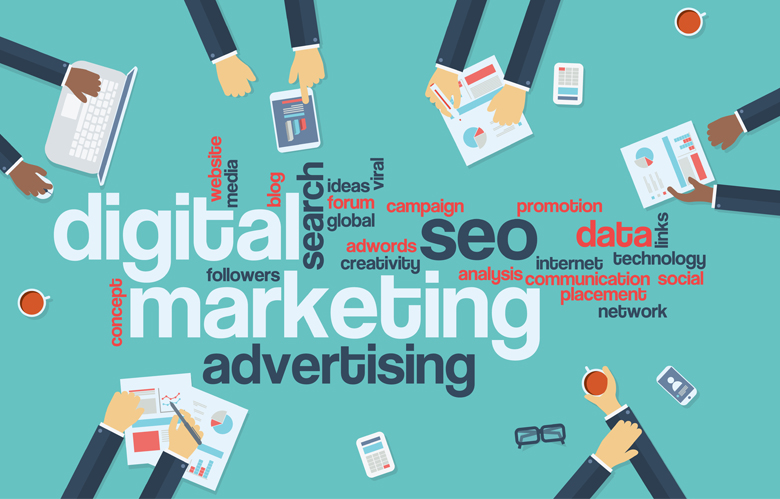 website
media
blog
search
ideas
viral
forum
global
campaign
promotion
digital
adwords
seo
data
links
creativity
followers
analysis
internet
technology
communication
social
concept
marketing
placement
network
advertising